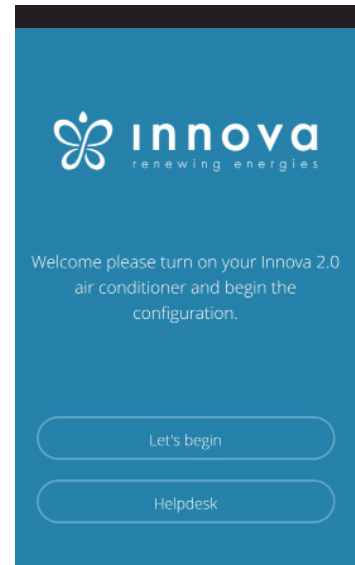 innova
renewing energies
Welcome please turn on your Innova 2.0
air conditioner and begin the
configuration.
Let's begin
Helpdesk